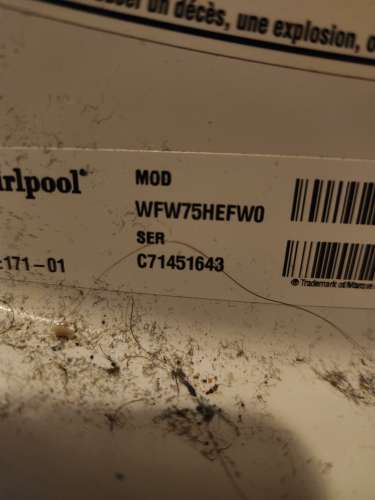 un décès, une explosion, o
rlpool®
MOD
WFW75HEFW0
SER
171-01
C71451643
® Trademark of